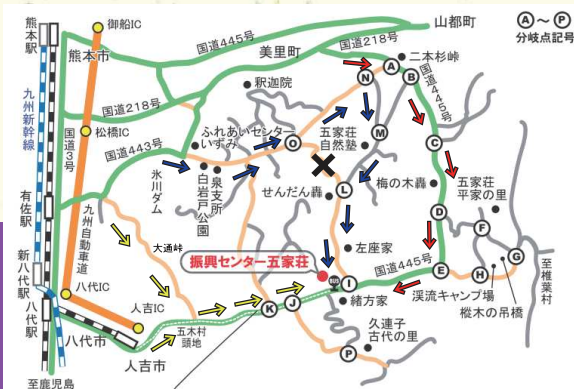 熊本駅
御船IC
熊本市
国道445号
山都町
国道218号
美里町
Ⓐ~Ⓟ
分岐点記号
二本杉峠
A
B
N
国道445号
釈迦院
九州新幹線
国道3号
松橋IC
国道218号
国道443号
ふれあいセンター
いずみ
O
五家荘
自然塾
M
C
氷川ダム
白岩戸公園
泉支所
せんだん轟
L
梅の木轟
五家荘
平家の里
D
F
有佐駅
九州自動車道
大通峠
左座家
振興センター五家荘
BUS
I
国道445号
E
G
H
至椎葉村
新八代駅
八代駅
八代IC
人吉IC
八代市
五木村
頭地
K
J
緒方家
渓流キャンプ場
樅木の吊橋
久連子
古代の里
P
人吉市
至鹿児島